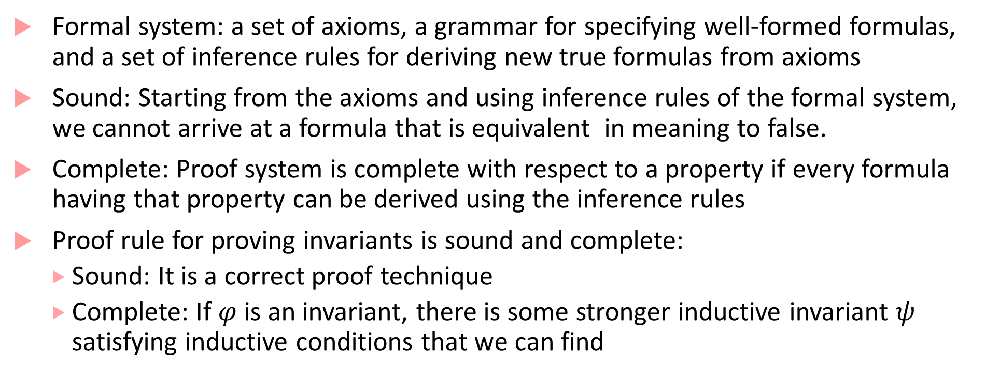 Formal system: a set of axioms, a grammar for specifying well-formed formulas,
and a set of inference rules for deriving new true formulas from axioms
Sound: Starting from the axioms and using inference rules of the formal system,
we cannot arrive at a formula that is equivalent  in meaning to false.
Complete: Proof system is complete with respect to a property if every formula
having that property can be derived using the inference rules
Proof rule for proving invariants is sound and complete:
Sound: It is a correct proof technique
Complete: If 𝜑 is an invariant, there is some stronger inductive invariant 𝜓
satisfying inductive conditions that we can find